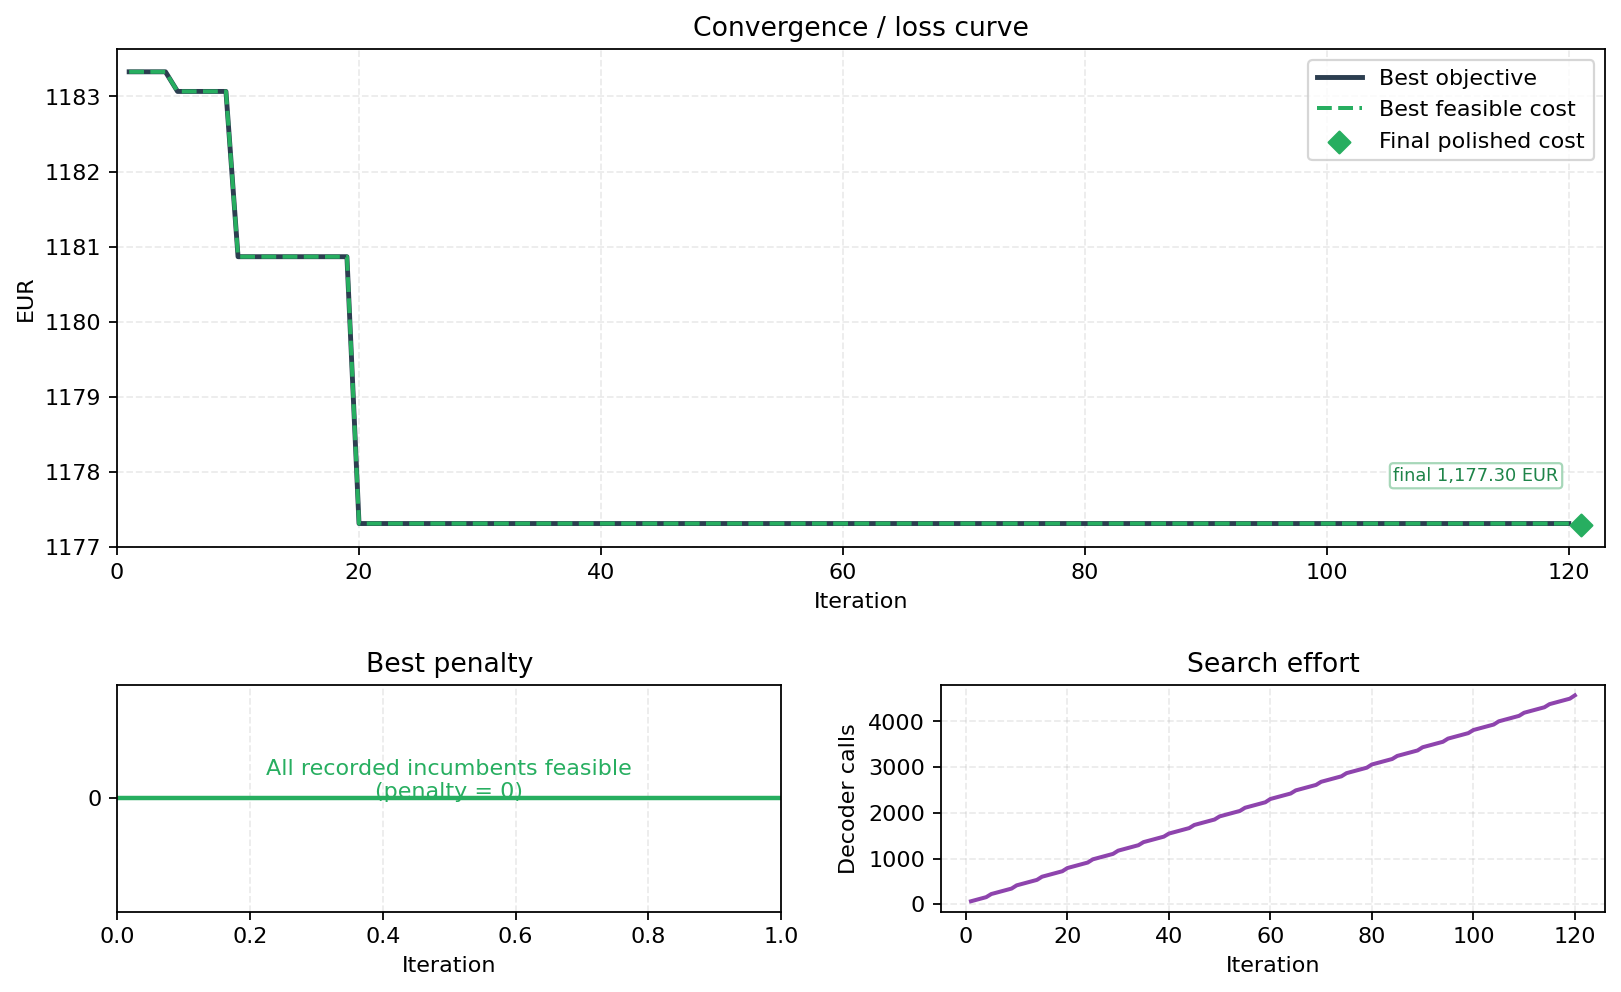 Convergence / loss curve
EUR
1183
1182
1181
1180
1179
1178
1177
Best objective
Best feasible cost
Final polished cost
final 1,177.30 EUR
0 20 40 60 80 100 120
Iteration
Best penalty
0
All recorded incumbents feasible
(penalty = 0)
0.0 0.2 0.4 0.6 0.8 1.0
Iteration
Search effort
Decoder calls
4000
3000
2000
1000
0
0 20 40 60 80 100 120
Iteration